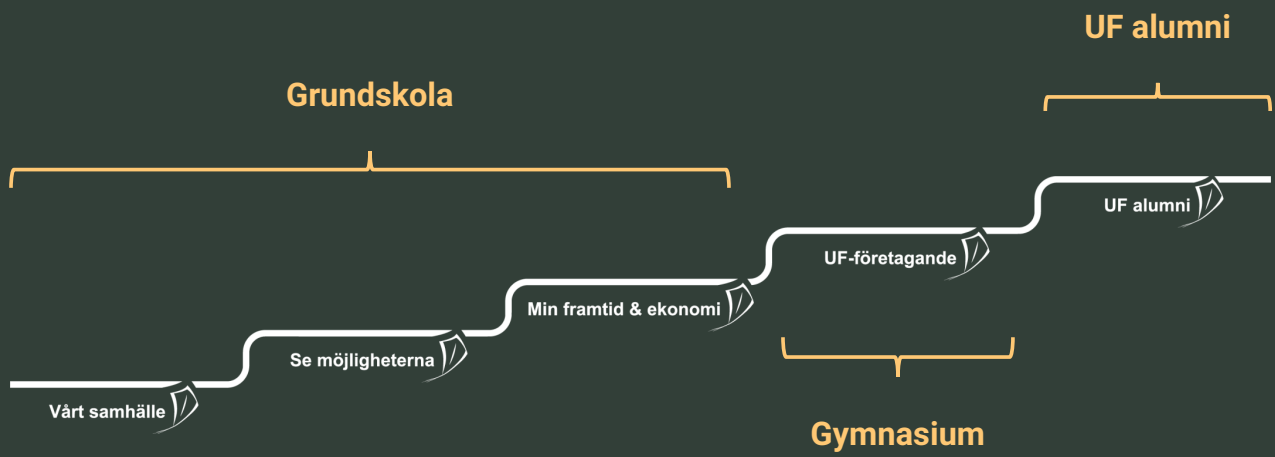 UF alumni
Grundskola
UF alumni
UF-företagande
Min framtid & ekonomi
Se möjligheterna
Vårt samhälle
Gymnasium